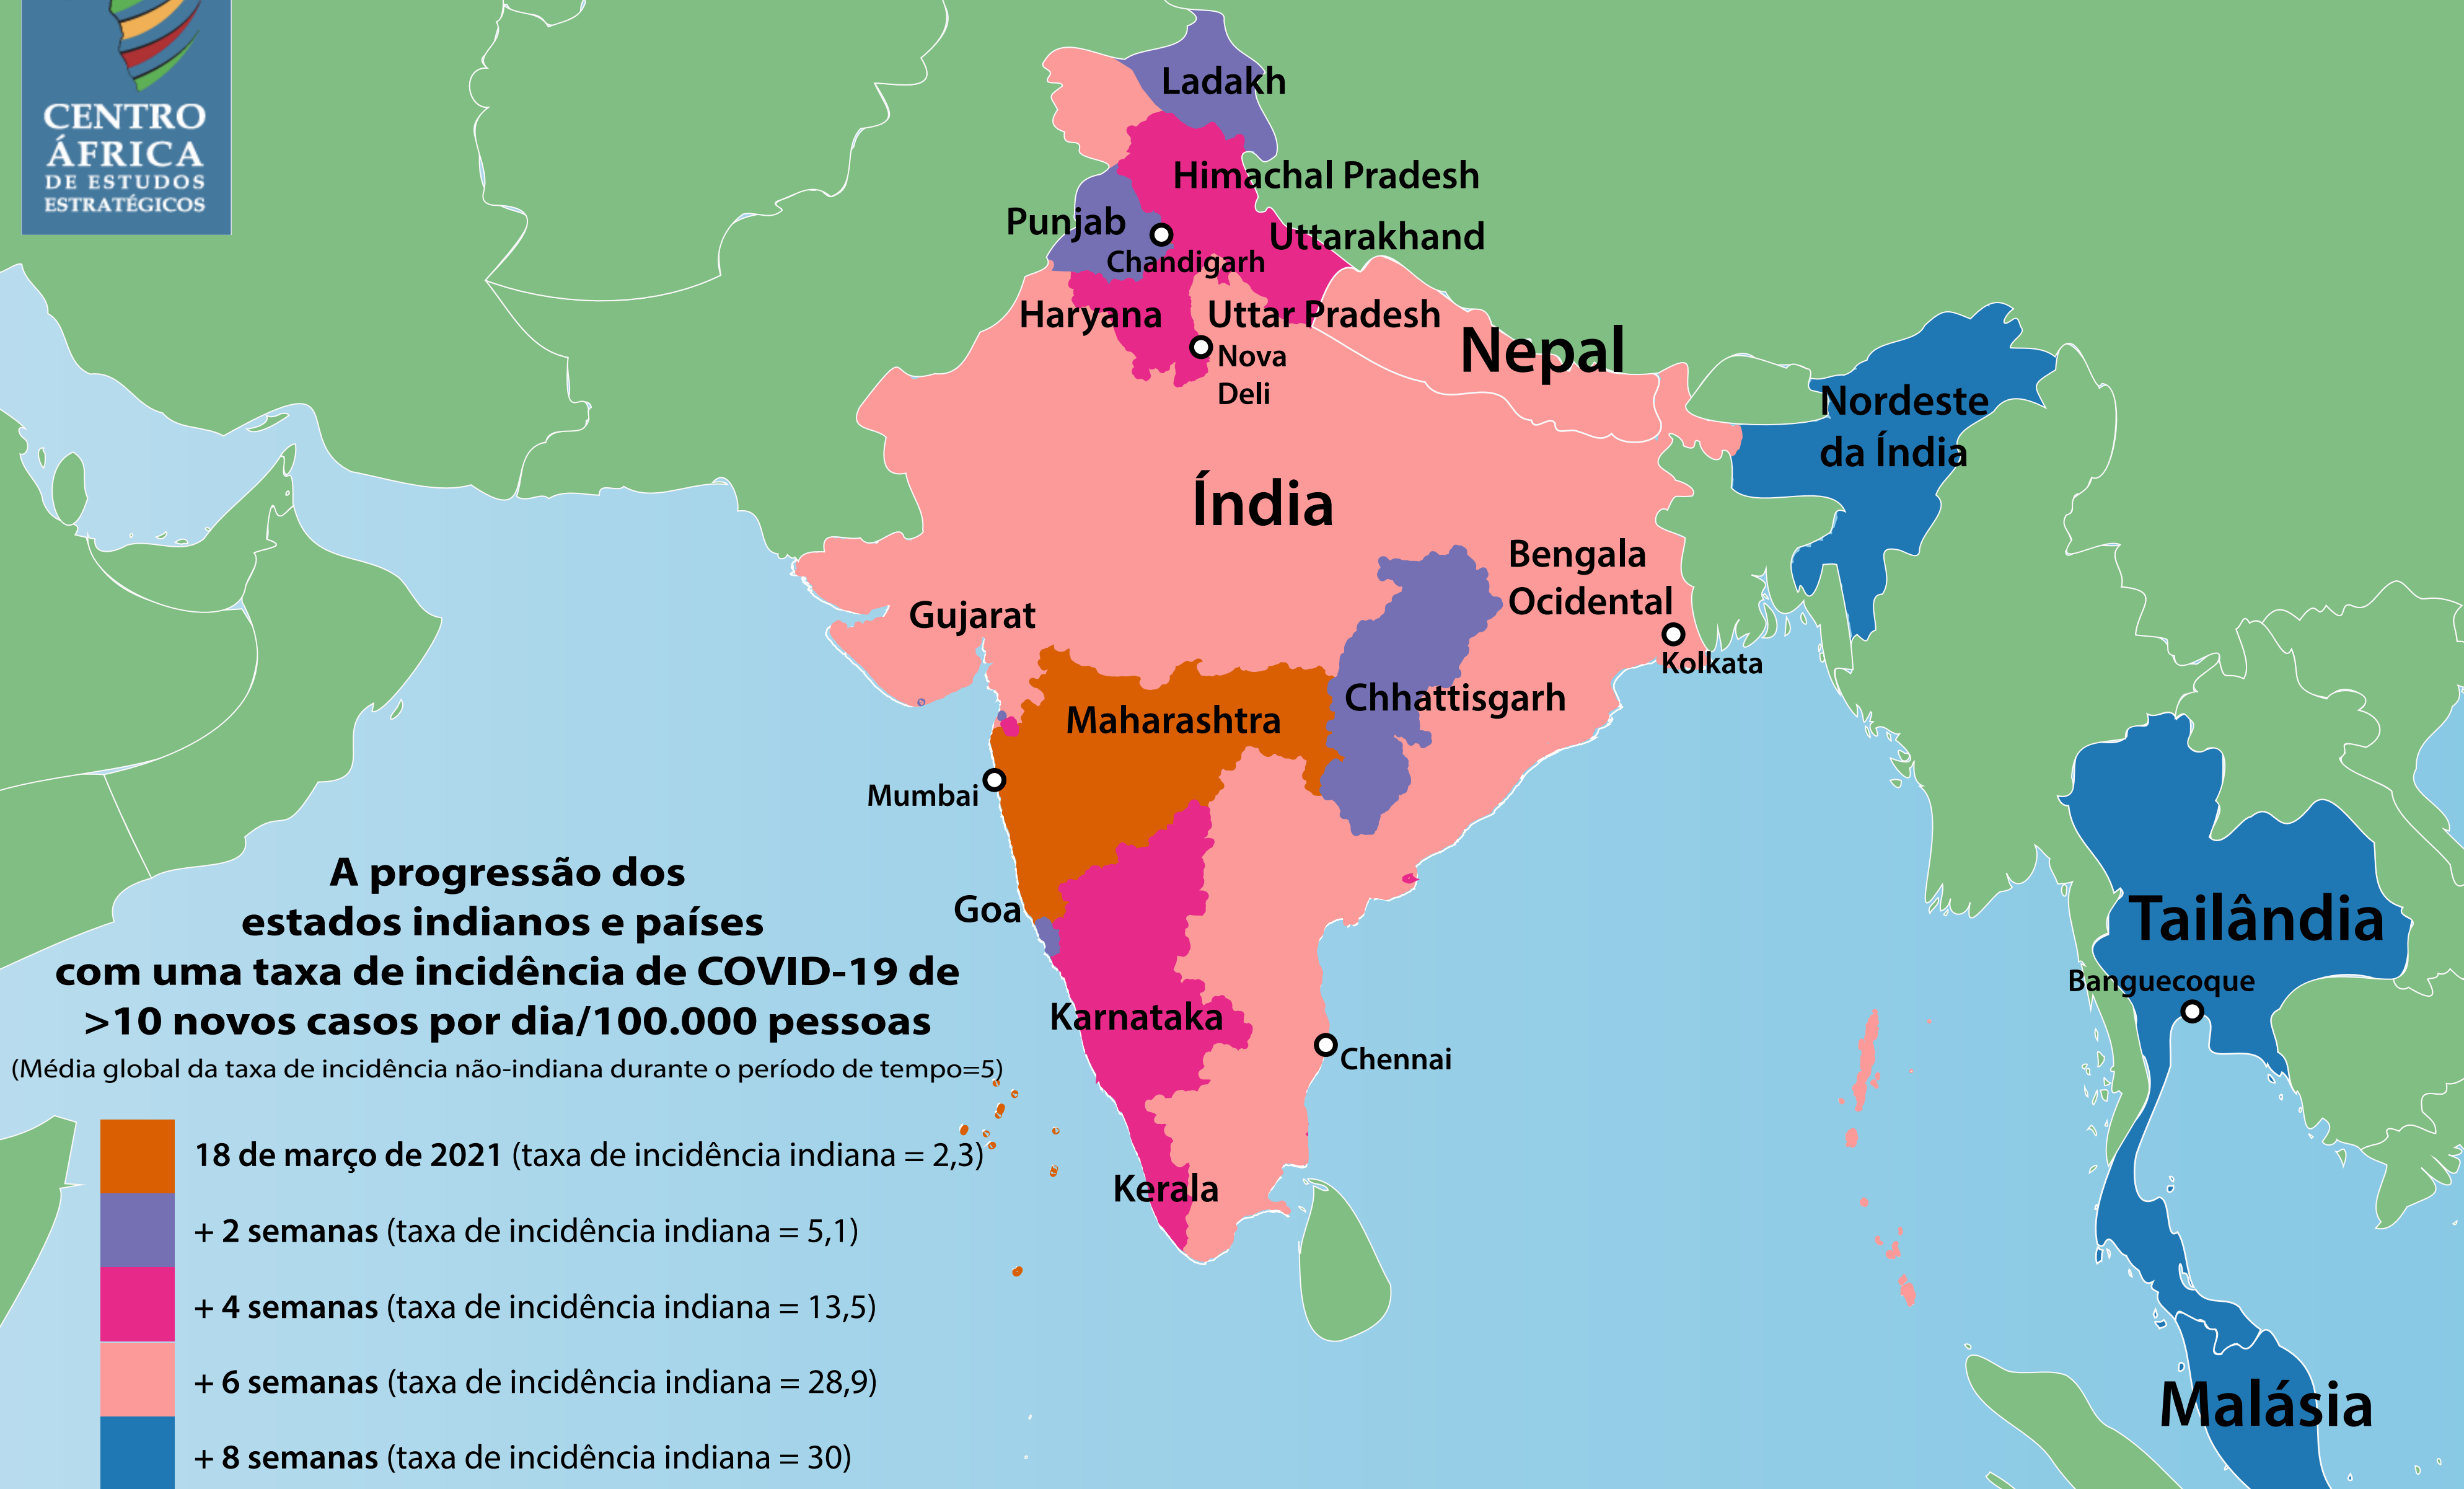 CENTRO
ÁFRICA
DE ESTUDOS
ESTRATÉGICOS
Ladakh
Himachal Pradesh
Punjab
Uttarakhand
Chandigarh
Haryana
Uttar Pradesh
Nepal
Nova
Deli
Nordeste
da Índia
Índia
Bengala
Ocidental
Gujarat
Kolkata
Chhattisgarh
Maharashtra
Mumbai
Goa
Tailândia
Banguecoque
Karnataka
Chennai
Kerala
Malásia
A progressão dos
estados indianos e países
com uma taxa de incidência de COVID-19 de
>10 novos casos por dia/100.000 pessoas
(Média global da taxa de incidência não-indiana durante o período de tempo=5)
18 de março de 2021 (taxa de incidência indiana = 2,3)
+ 2 semanas (taxa de incidência indiana = 5,1)
+ 4 semanas (taxa de incidência indiana = 13,5)
+ 6 semanas (taxa de incidência indiana = 28,9)
+ 8 semanas (taxa de incidência indiana = 30)